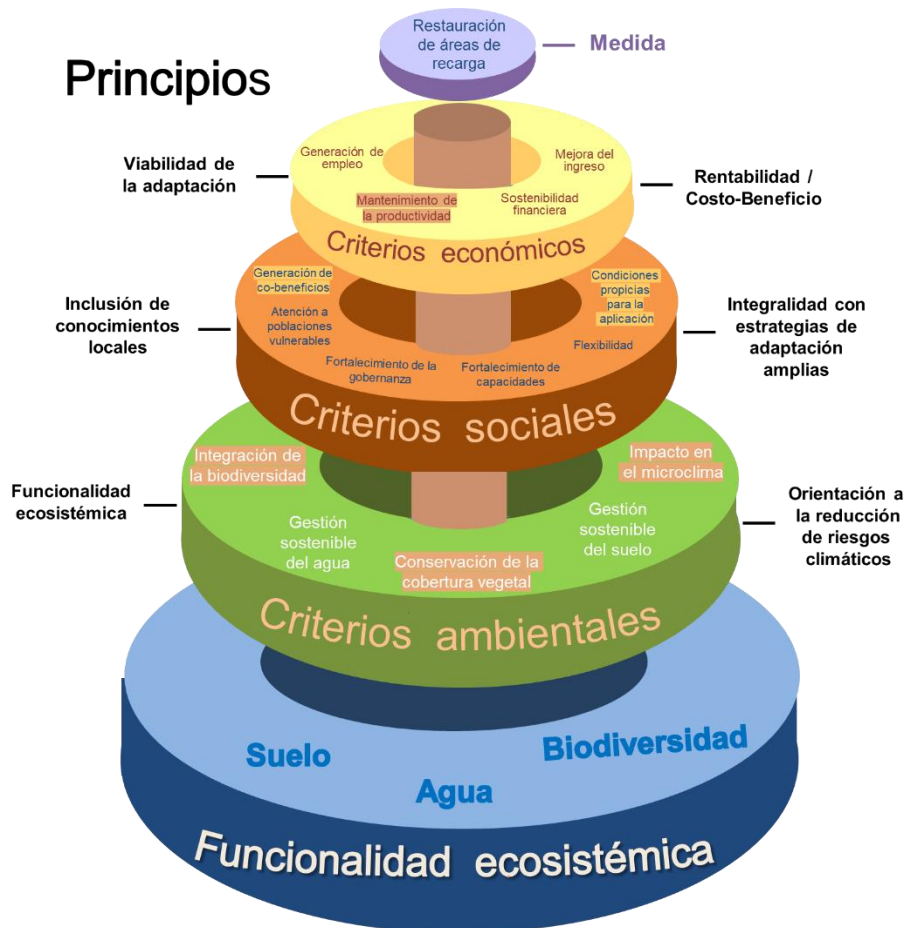 Principios
Restauración
de áreas de
recarga
Medida
Viabilidad de
la adaptación
Generación de
empleo
Mejora del
ingreso
Mantenimiento de
la productividad
Sostenibilidad
financiera
Criterios económicos
Rentabilidad /
Costo-Beneficio
Inclusión de
conocimientos
locales
Generación de
co-beneficios
Condiciones
propicias
para la
aplicación
Atención a
poblaciones
vulnerables
Flexibilidad
Fortalecimiento de la
gobernanza
Fortalecimiento de
capacidades
Criterios sociales
Integralidad con
estrategias de
adaptación
amplias
Funcionalidad
ecosistémica
Integración de
la biodiversidad
Impacto en
el microclima
Gestión
sostenible
del agua
Gestión
sostenible
del suelo
Conservación de la
cobertura vegetal
Criterios ambientales
Orientación a
la reducción
de riesgos
climáticos
Suelo
Agua
Biodiversidad
Funcionalidad ecosistémica